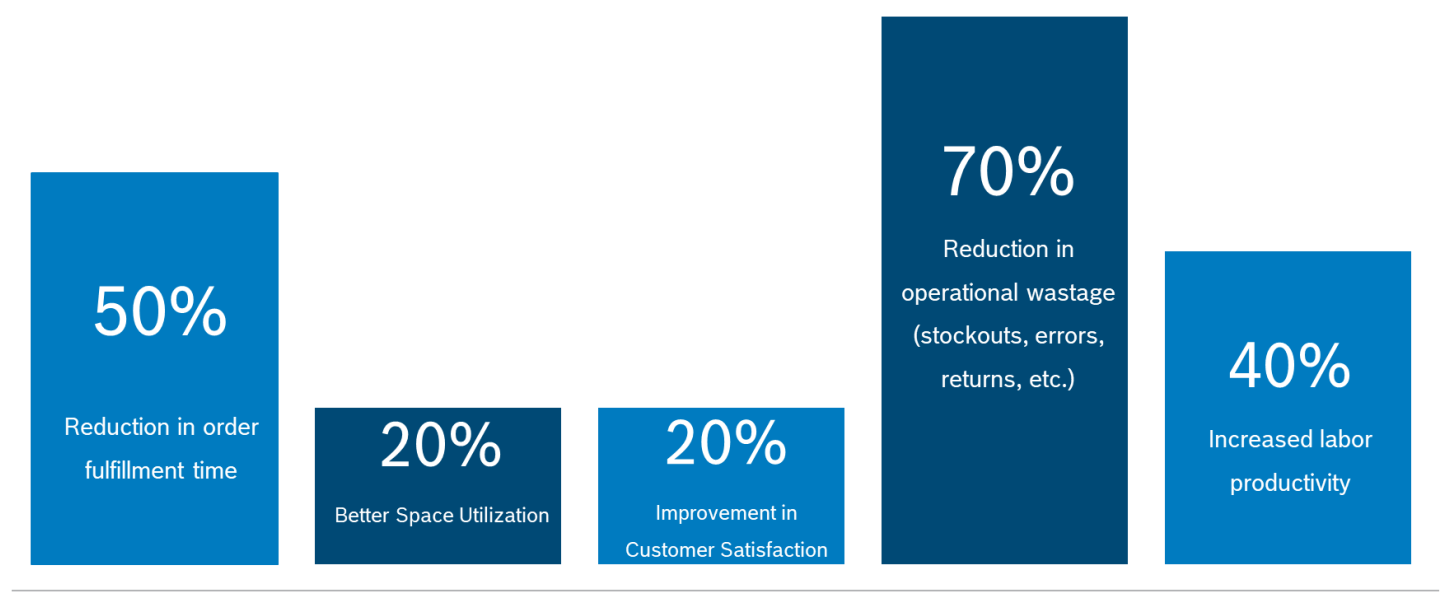 50%
Reduction in order
fulfillment time
20%
Better Space Utilization
20%
Improvement in
Customer Satisfaction
70%
Reduction in
operational wastage
(stockouts, errors,
returns, etc.)
40%
Increased labor
productivity